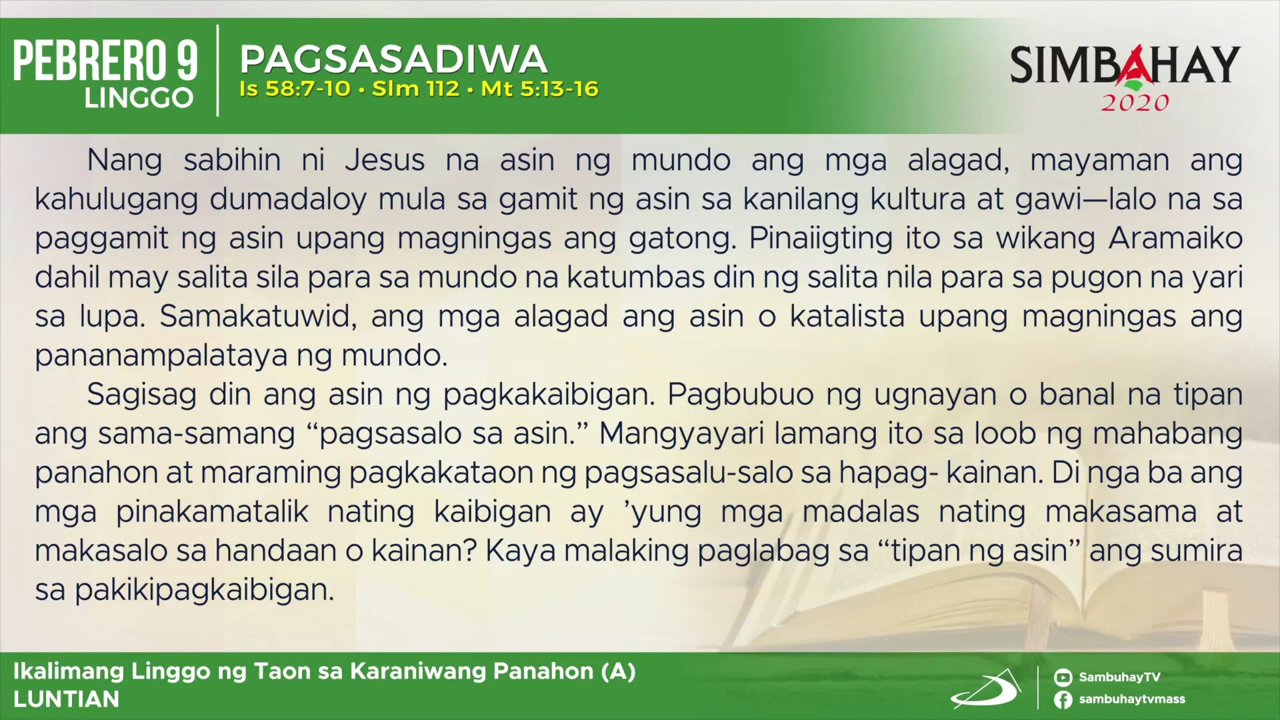 PEBRERO 9
LINGGO
PAGSASADIWA
Is 58:7-10 • Slm 112 • Mt 5:13-16
SIMBAHAY
2020
Nang sabihin ni Jesus na asin ng mundo ang mga alagad, mayaman ang
kahulugang dumadaloy mula sa gamit ng asin sa kanilang kultura at gawi—lalo na sa
paggamit ng asin upang magningas ang gatong. Pinaiigting ito sa wikang Aramaiko
dahil may salita sila para sa mundo na katumbas din ng salita nila para sa pugon na yari
sa lupa. Samakatuwid, ang mga alagad ang asin o katalista upang magningas ang
pananampalataya ng mundo.
Sagisag din ang asin ng pagkakaibigan. Pagbubuo ng ugnayan o banal na tipan
ang sama-samang “pagsasalo sa asin.” Mangyayari lamang ito sa loob ng mahabang
panahon at maraming pagkakataon ng pagsasalu-salo sa hapag- kainan. Di nga ba ang
mga pinakamatalik nating kaibigan ay ’yung mga madalas nating makasama at
makasalo sa handaan o kainan? Kaya malaking paglabag sa “tipan ng asin” ang sumira
sa pakikipagkaibigan.
Ikalimang Linggo ng Taon sa Karaniwang Panahon (A)
LUNTIAN
SambuhayTV
sambuhaytvmass